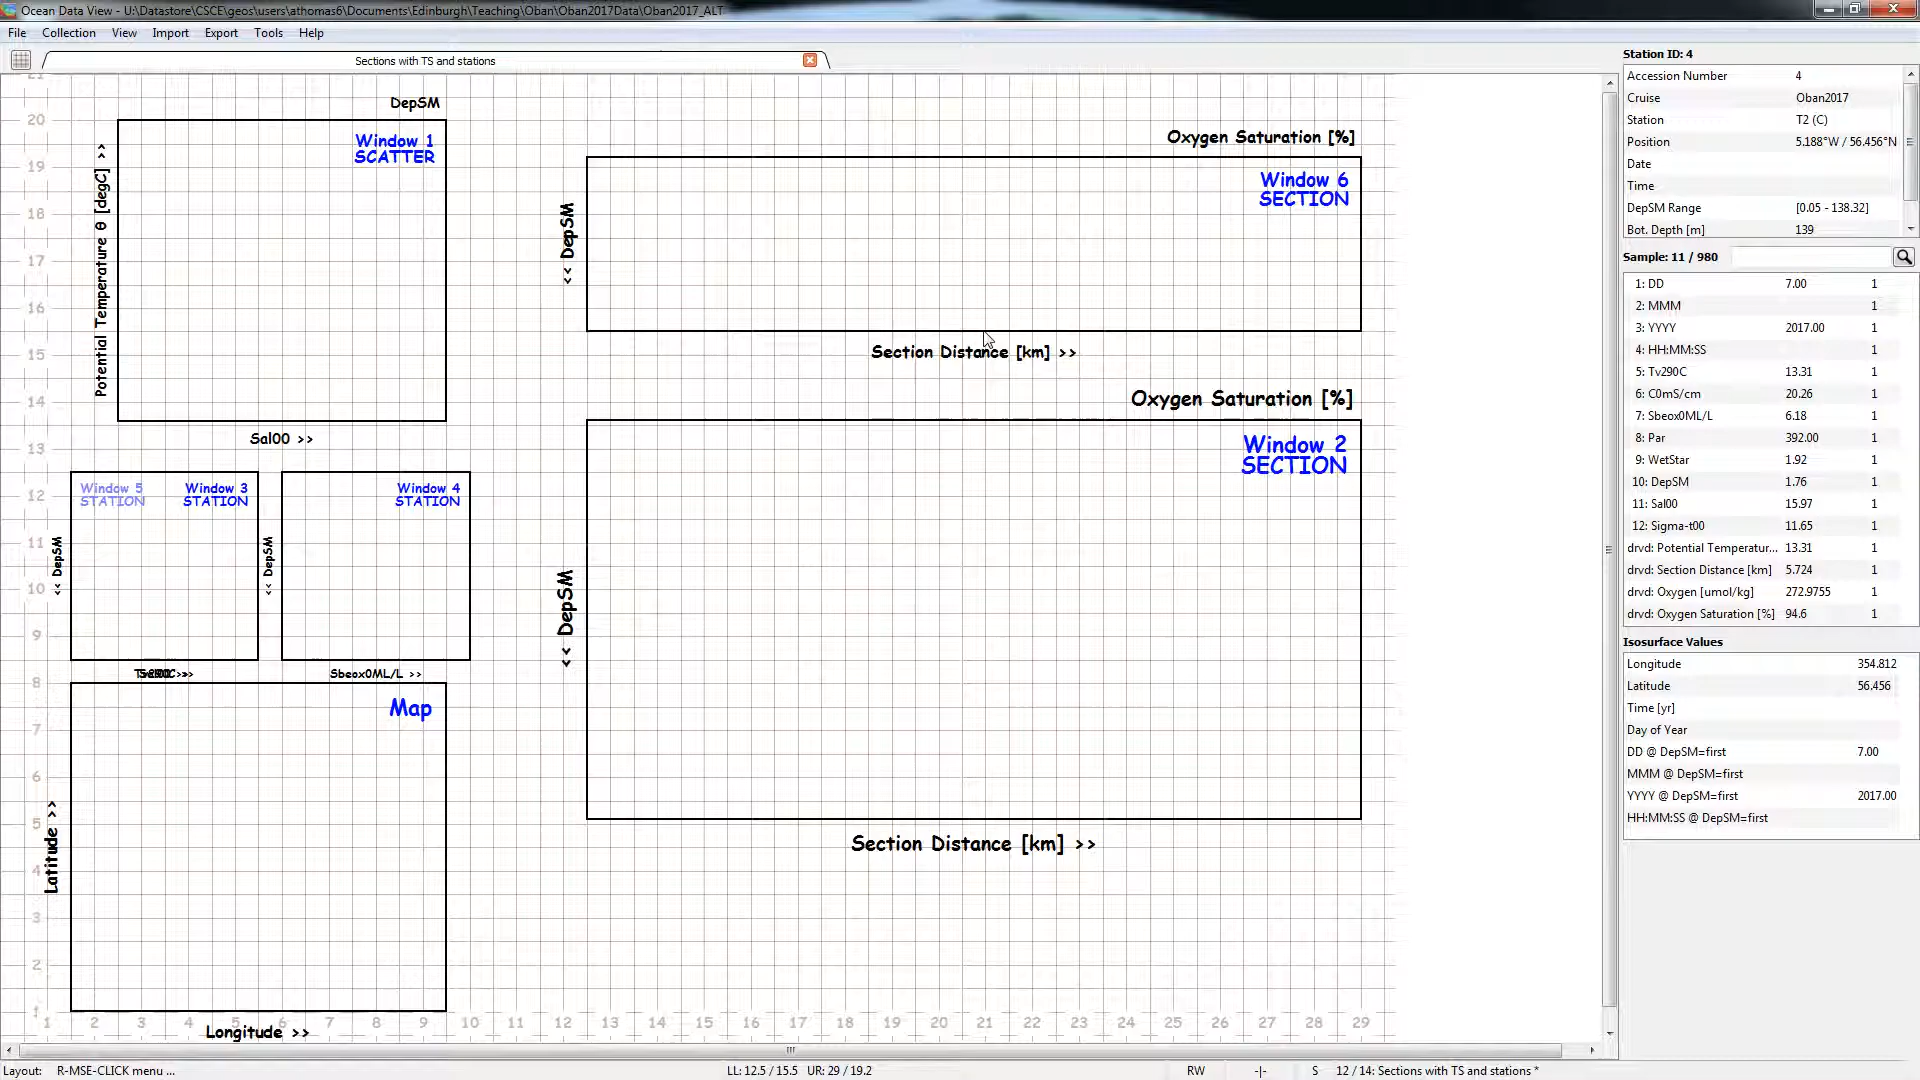 Ocean Data View - U:\Datastore\CSCE\geos\users\athomas6\Documents\Edinburgh\Teaching\Oban\Oban2017Data\Oban2017_ALT
File Collection View Import Export Tools Help
Sections with TS and stations
21
20
19
18
17
16
15
14
13
12
11
10
9
8
7
6
5
4
3
2
1
DepSM
Window 1
SCATTER
Potential Temperature θ [degC] >>
Sal00 >>
Window 5
STATION
Window 3
STATION
<< DepSM
Window 4
STATION
<< DepSM
Sbeox0ML/L >>
Map
Latitude >>
Longitude >>
1 2 3 4 5 6 7 8 9 10 11 12 13 14 15 16 17 18 19 20 21 22 23 24 25 26 27 28 29
Oxygen Saturation [%]
Window 6
SECTION
<< DepSM
Section Distance [km] >>
Oxygen Saturation [%]
Window 2
SECTION
<< DepSM
Section Distance [km] >>
Station ID: 4
Accession Number 4
Cruise Oban2017
Station T2 (C)
Position 5.188°W / 56.456°N
Date
Time
DepSM Range [0.05 - 138.32]
Bot. Depth [m] 139
Sample: 11 / 980
1: DD 7.00 1
2: MMM 1
3: YYYY 2017.00 1
4: HH:MM:SS 1
5: Tv290C 13.31 1
6: C0mS/cm 20.26 1
7: Sbeox0ML/L 6.18 1
8: Par 392.00 1
9: WetStar 1.92 1
10: DepSM 1.76 1
11: Sal00 15.97 1
12: Sigma-t00 11.65 1
drvd: Potential Temperatur... 13.31 1
drvd: Section Distance [km] 5.724 1
drvd: Oxygen [umol/kg] 272.9755 1
drvd: Oxygen Saturation [%] 94.6 1
Isosurface Values
Longitude 354.812
Latitude 56.456
Time [yr]
Day of Year
DD @ DepSM=first 7.00
MMM @ DepSM=first
YYYY @ DepSM=first 2017.00
HH:MM:SS @ DepSM=first
Layout: R-MSE-CLICK menu ... LL: 12.5 / 15.5 UR: 29 / 19.2 RW -|- S 12 / 14: Sections with TS and stations *